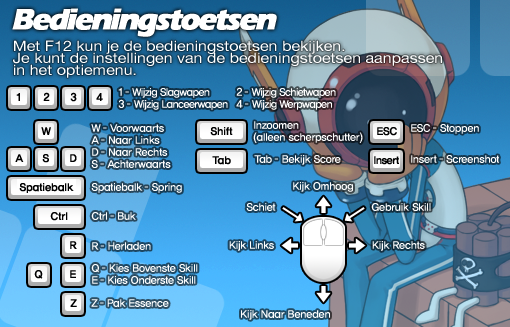 Bedieningstoetsen
Met F12 kun je de bedieningstoetsen bekijken.
Je kunt de instellingen van de bedieningstoetsen aanpassen
in het optiemenu.
1 2 3 4
1 - Wijzig Slagwapen 2 - Wijzig Schietwapen
3 - Wijzig Lanceerwapen 4 - Wijzig Werpwapen
W
A S D
W - Voorwaarts
A - Naar Links
D - Naar Rechts
S - Achterwaarts
Shift
Inzoomen
(alleen scherpschutter)
ESC
ESC - Stoppen
Tab
Tab - Bekijk Score
Insert
Insert - Screenshot
Spatiebalk
Spatiebalk - Spring
Ctrl
Ctrl - Buk
R
R - Herladen
Q E
Q - Kies Bovenste Skill
E - Kies Onderste Skill
Z
Z - Pak Essence
Kijk Omhoog
Schiet
Gebruik Skill
Kijk Links
Kijk Rechts
Kijk Naar Beneden